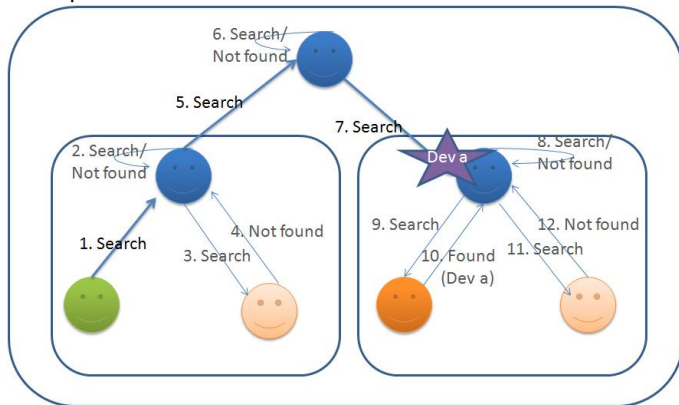 6. Search/
Not found
5. Search
7. Search
Dev a
8. Search/
Not found
2. Search/
Not found
1. Search
4. Not found
3. Search
9. Search
10. Found
(Dev a)
12. Not found
11. Search